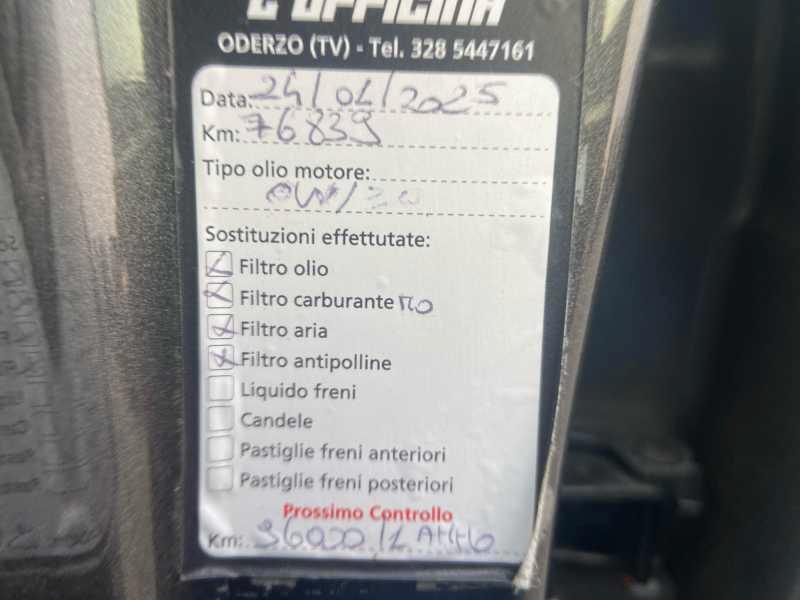 L'OFFICINA
ODERZO (TV) - Tel. 328 5447161
Data: 24/01/2025
Km: 76839
Tipo olio motore:
0W/20
Sostituzioni effettutate:
Filtro olio
Filtro carburante NO
Filtro aria
Filtro antipolline
Liquido freni
Candele
Pastiglie freni anteriori
Pastiglie freni posteriori
Prossimo Controllo
Km: 96000/1 ANNO